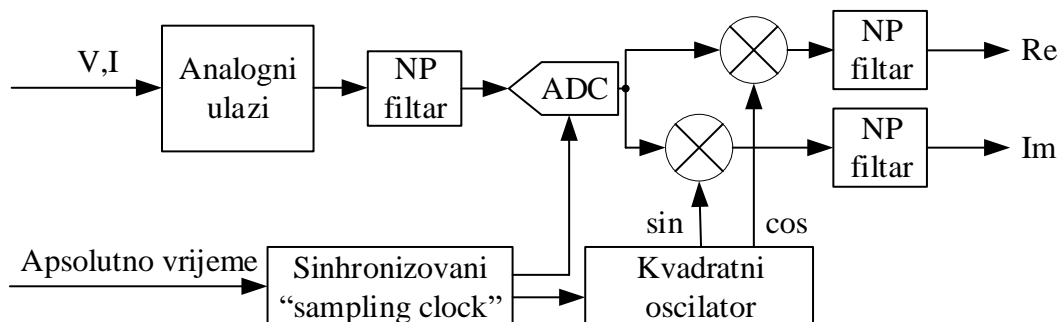 V,I
Analogni
ulazi
NP
filtar
ADC
NP
filtar
Re
NP
filtar
Im
sin
cos
Apsolutno vrijeme
Sinhronizovani
“sampling clock”
Kvadratni
oscilator